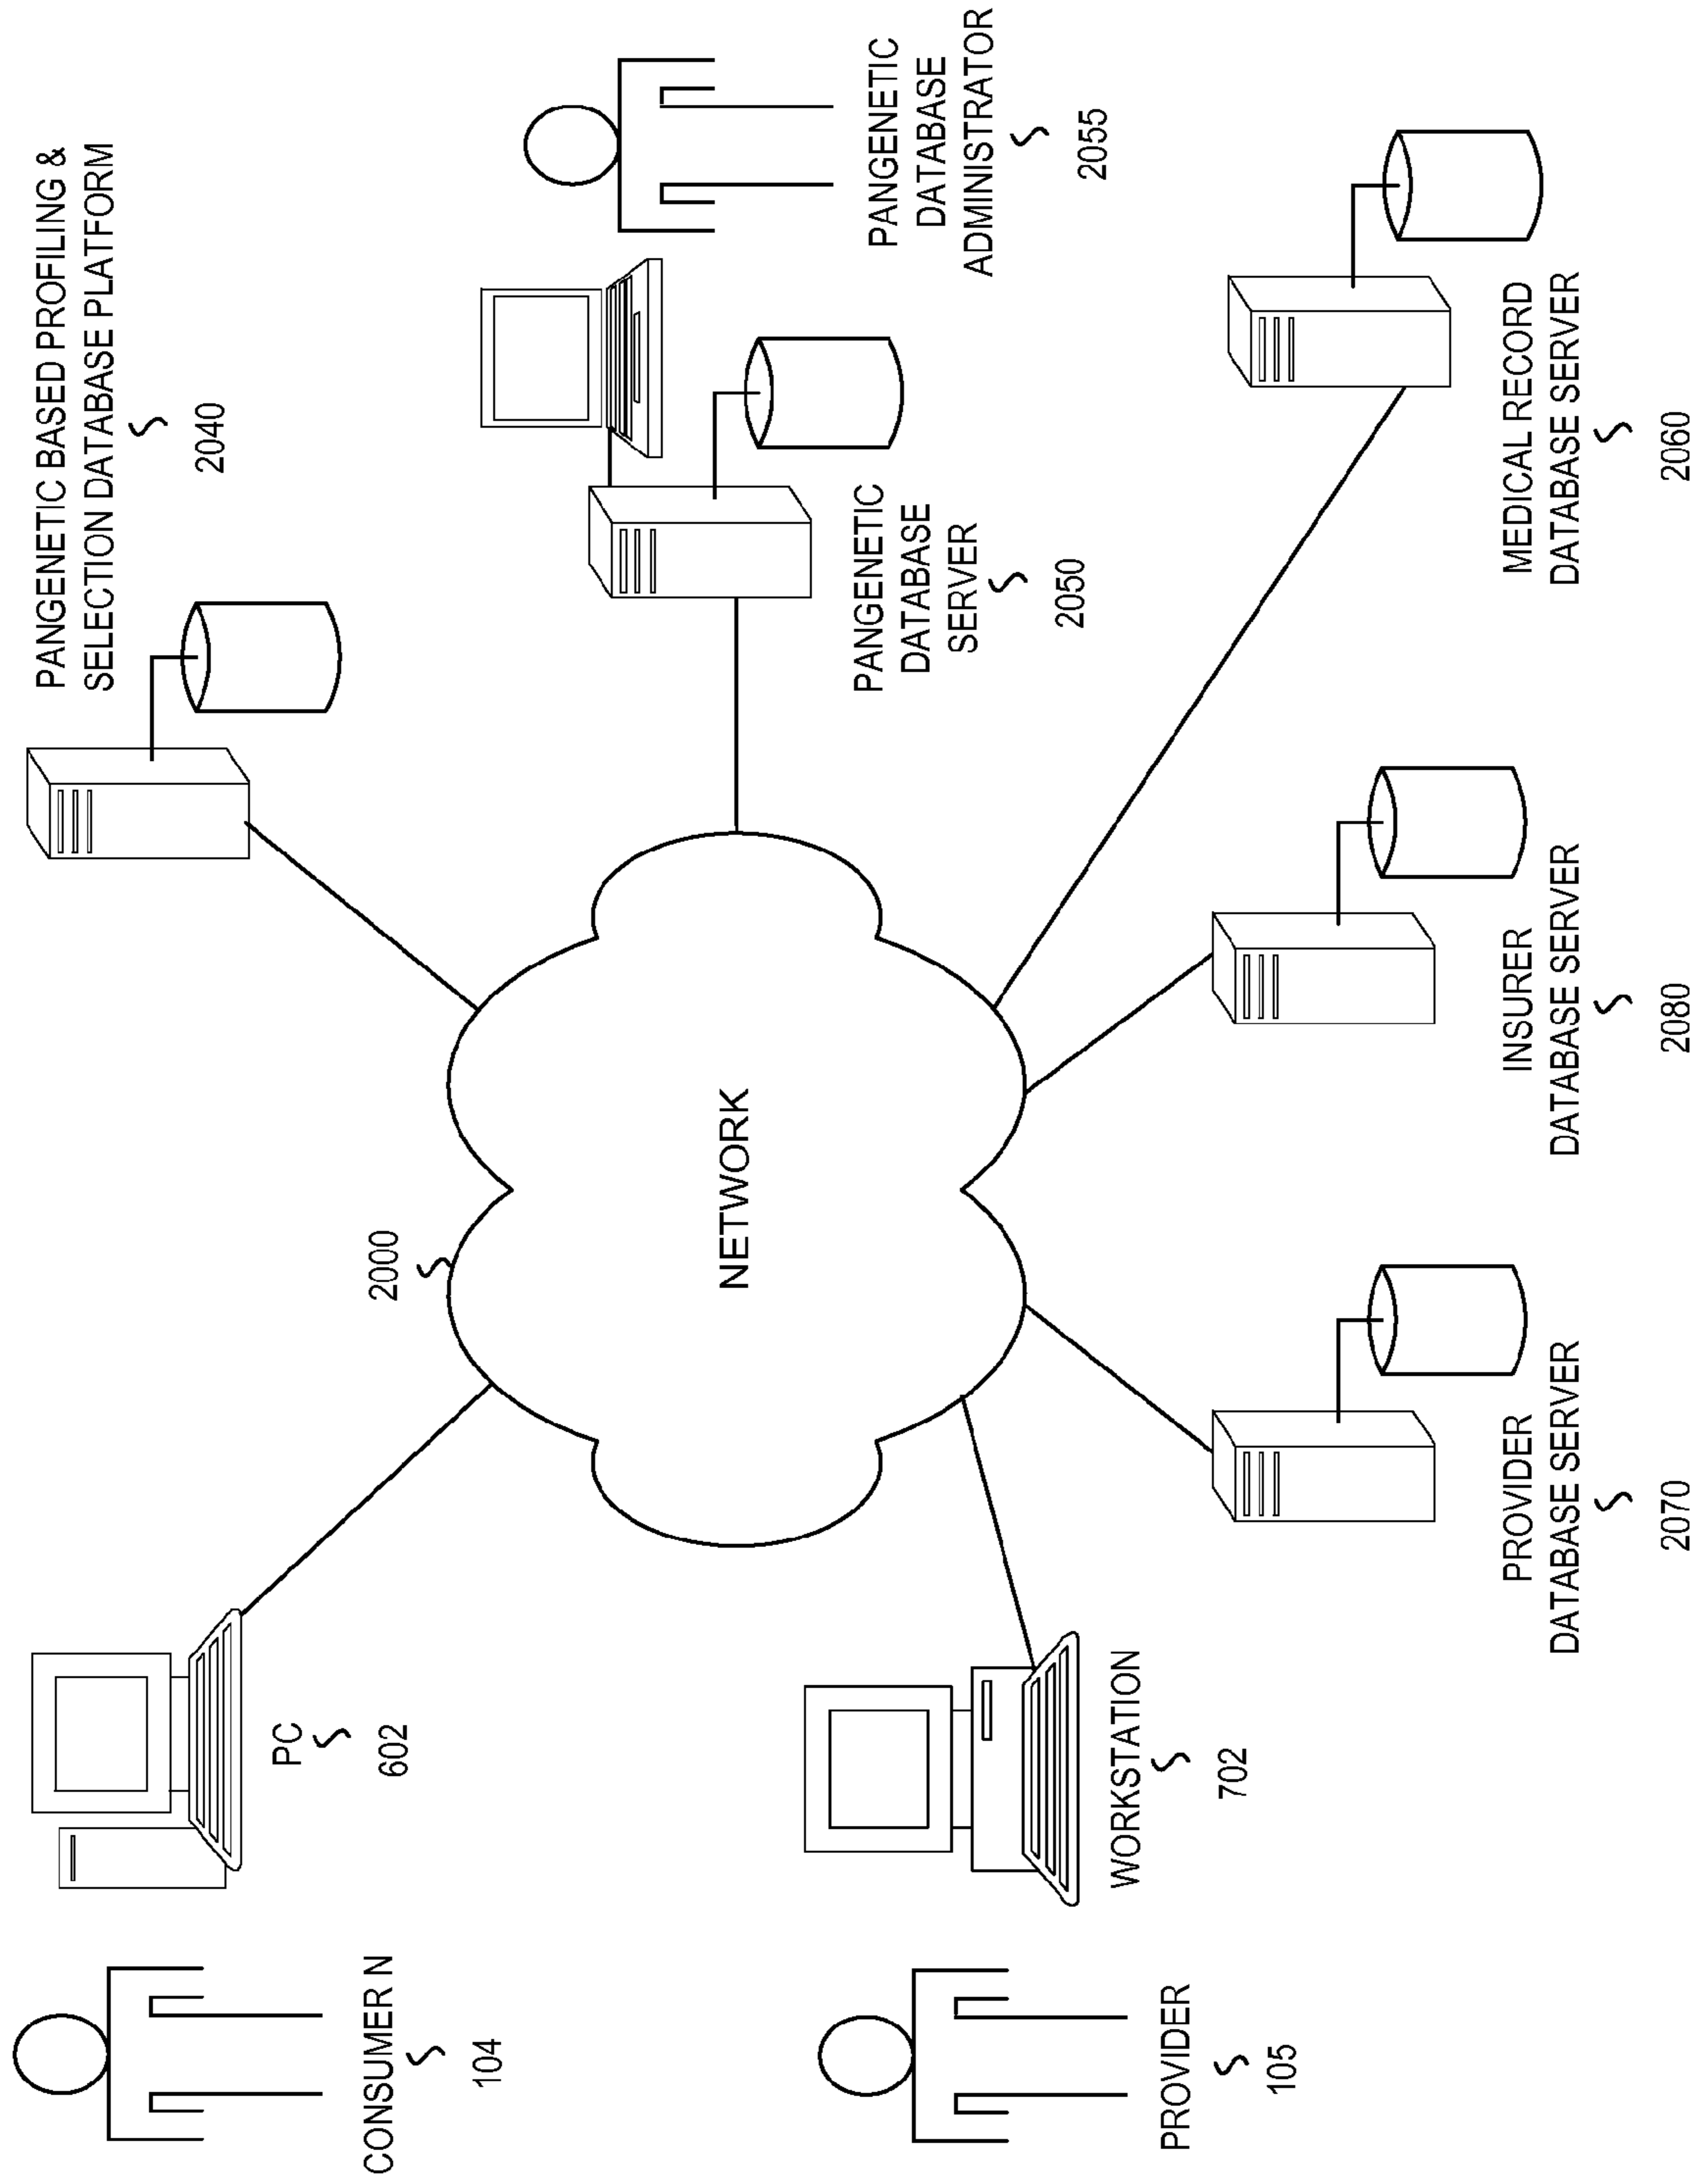 CONSUMER N
104
PC
602
2000
PANGENETIC BASED PROFILING &
SELECTION DATABASE PLATFORM
2040
NETWORK
PANGENETIC
DATABASE
SERVER
2050
PANGENETIC
DATABASE
ADMINISTRATOR
2055
PROVIDER
105
WORKSTATION
702
PROVIDER
DATABASE SERVER
2070
INSURER
DATABASE SERVER
2080
MEDICAL RECORD
DATABASE SERVER
2060